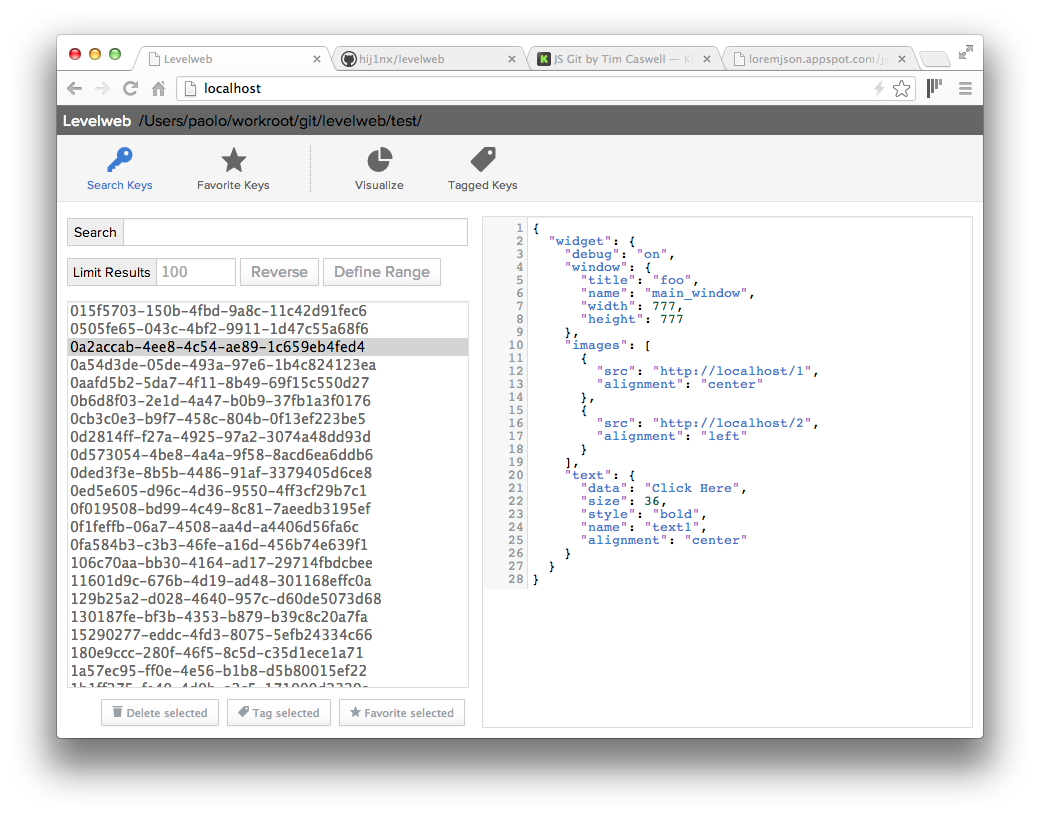 Levelweb
hij1nx/levelweb
JS Git by Tim Caswell —
loremjson.appspot.com/js
localhost
Levelweb /Users/paolo/workroot/git/levelweb/test/
Search Keys
Favorite Keys
Visualize
Tagged Keys
Search
Limit Results 100 Reverse Define Range
015f5703-150b-4fbd-9a8c-11c42d91fec6
0505fe65-043c-4bf2-9911-1d47c55a68f6
0a2accab-4ee8-4c54-ae89-1c659eb4fed4
0a54d3de-05de-493a-97e6-1b4c824123ea
0aafd5b2-5da7-4f11-8b49-69f15c550d27
0b6d8f03-2e1d-4a47-b0b9-37fb1a3f0176
0cb3c0e3-b9f7-458c-804b-0f13ef223be5
0d2814ff-f27a-4925-97a2-3074a48dd93d
0d573054-4be8-4a4a-9f58-8acd6ea6ddb6
0ded3f3e-8b5b-4486-91af-3379405d6ce8
0ed5e605-d96c-4d36-9550-4ff3cf29b7c1
0f019508-bd99-4c49-8c81-7aeedb3195ef
0f1feffb-06a7-4508-aa4d-a4406d56fa6c
0fa584b3-c3b3-46fe-a16d-456b74e639f1
106c70aa-bb30-4164-ad17-29714fbdcbee
11601d9c-676b-4d19-ad48-301168effc0a
129b25a2-d028-4640-957c-d60de5073d68
130187fe-bf3b-4353-b879-b39c8c20a7fa
15290277-eddc-4fd3-8075-5efb24334c66
180e9ccc-280f-46f5-8c5d-c35d1ece1a71
1a57ec95-ff0e-4e56-b1b8-d5b80015ef22
Delete selected
Tag selected
Favorite selected
1 {
2 "widget": {
3 "debug": "on",
4 "window": {
5 "title": "foo",
6 "name": "main_window",
7 "width": 777,
8 "height": 777
9 },
10 "images": [
11 {
12 "src": "http://localhost/1",
13 "alignment": "center"
14 },
15 {
16 "src": "http://localhost/2",
17 "alignment": "left"
18 }
19 ],
20 "text": {
21 "data": "Click Here",
22 "size": 36,
23 "style": "bold",
24 "name": "text1",
25 "alignment": "center"
26 }
27 }
28 }